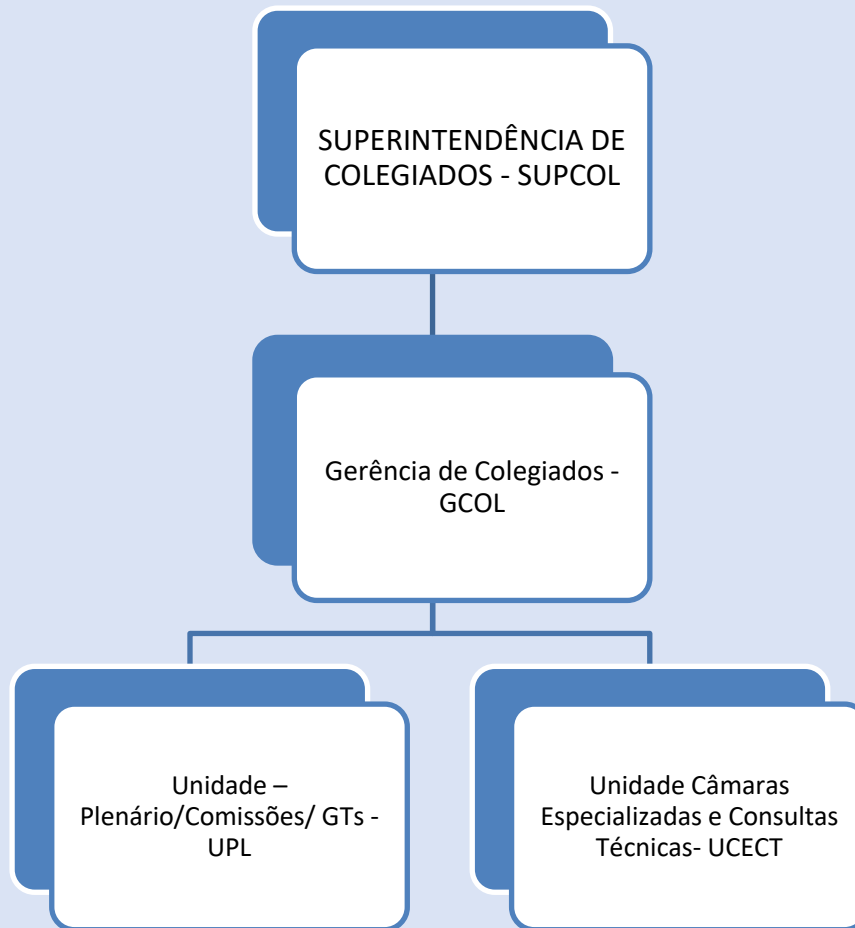 SUPERINTENDÊNCIA DE
COLEGIADOS - SUPCOL
Gerência de Colegiados -
GCOL
Unidade –
Plenário/Comissões/ GTs -
UPL
Unidade Câmaras
Especializadas e Consultas
Técnicas- UCECT